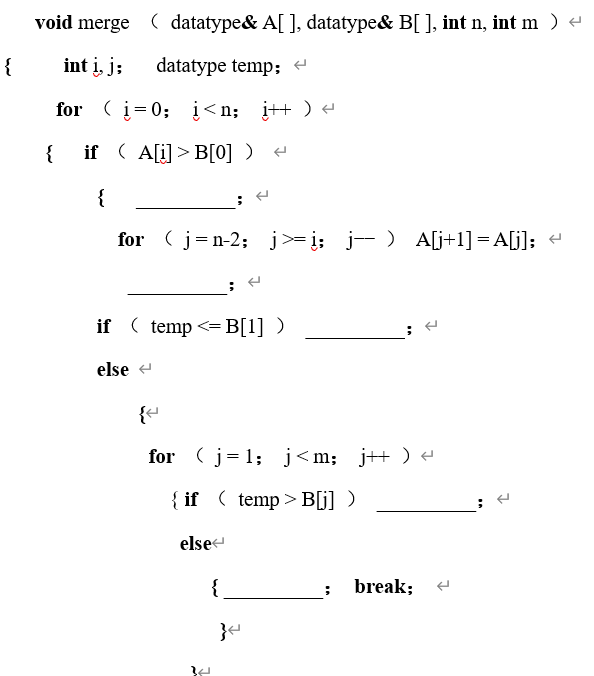 void merge （ datatype& A[ ], datatype& B[ ], int n, int m ）↵
{ int i, j； datatype temp；↵
for （ i = 0； i < n； i++ ）↵
{ if （ A[i] > B[0] ） ↵
{ __________；↵
for （ j = n-2； j >= i； j−− ） A[j+1] = A[j]； ↵
__________；↵
if （ temp <= B[1] ） __________；↵
else ↵
{↵
for （ j = 1； j < m； j++ ）↵
{ if （ temp > B[j] ） __________； ↵
else↵
{ __________； break； ↵
}↵
}↵